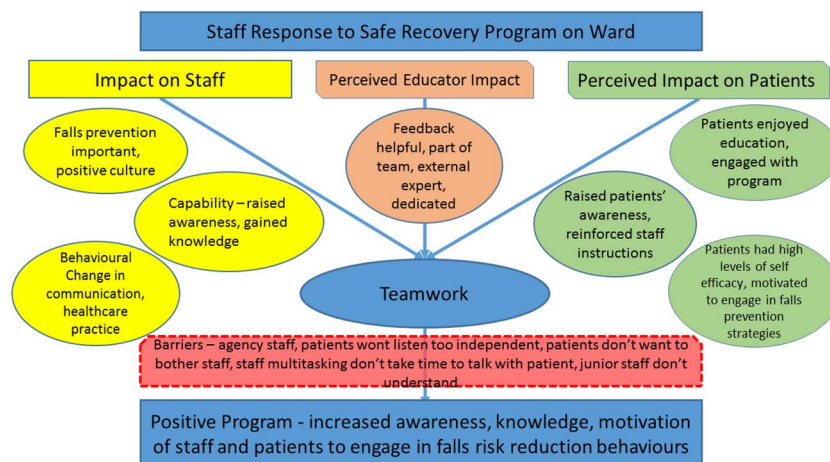 Staff Response to Safe Recovery Program on Ward
Impact on Staff
Perceived Educator Impact
Perceived Impact on Patients
Falls prevention
important,
positive culture
Capability – raised
awareness, gained
knowledge
Behavioural
Change in
communication,
healthcare
practice
Feedback
helpful, part of
team, external
expert,
dedicated
Patients enjoyed
education,
engaged with
program
Raised patients'
awareness,
reinforced staff
instructions
Patients had high
levels of self
efficacy, motivated
to engage in falls
prevention
strategies
Teamwork
Barriers – agency staff, patients wont listen too independent, patients don't want to
bother staff, staff multitasking don't take time to talk with patient, junior staff don't
understand
Positive Program - increased awareness, knowledge, motivation
of staff and patients to engage in falls risk reduction behaviours